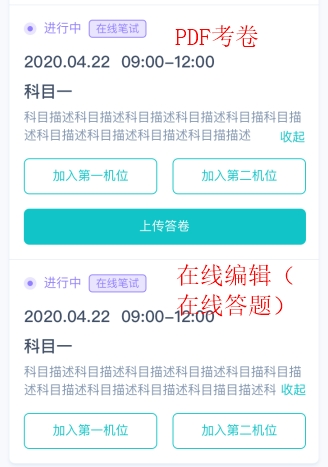 进行中 在线笔试
PDF考卷
2020.04.22 09:00-12:00
科目一
科目描述科目描述科目描述科目描述科目描科目描
述科目描述科目描述科目描述科目描描述 收起
加入第一机位 加入第二机位
上传答卷
进行中 在线笔试
在线编辑（
在线答题）
2020.04.22 09:00-12:00
科目一
科目描述科目描述科目描述科目描述科目描科目描
述科目描述科目描述科目描述科目描目描述科 收起
加入第一机位 加入第二机位